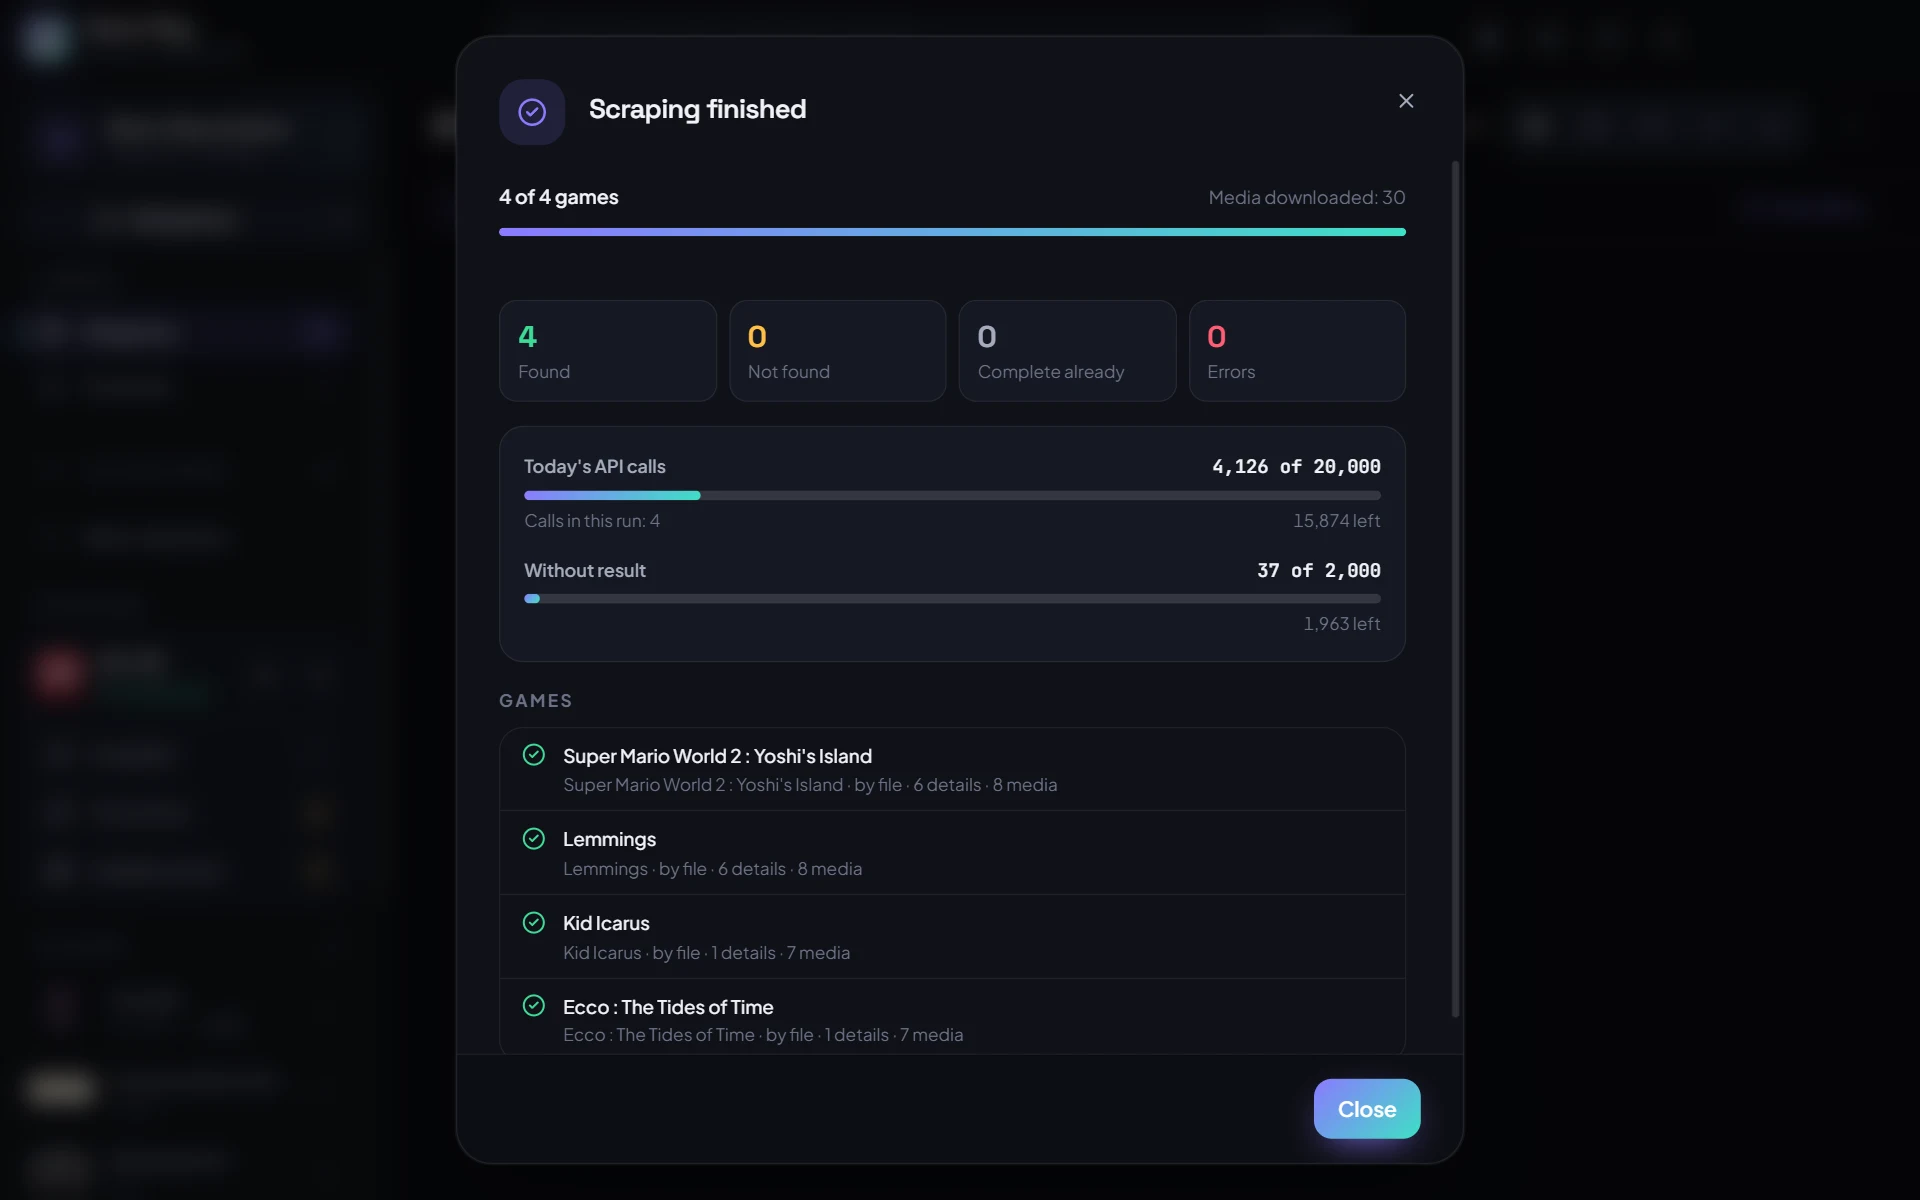 Scraping finished
4 of 4 games
Media downloaded: 30
4
Found
0
Not found
0
Complete already
0
Errors
Today's API calls
4,126 of 20,000
Calls in this run: 4
15,874 left
Without result
37 of 2,000
1,963 left
GAMES
Super Mario World 2 : Yoshi's Island
Super Mario World 2 : Yoshi's Island · by file · 6 details · 8 media
Lemmings
Lemmings · by file · 6 details · 8 media
Kid Icarus
Kid Icarus · by file · 1 details · 7 media
Ecco : The Tides of Time
Ecco : The Tides of Time · by file · 1 details · 7 media
Close